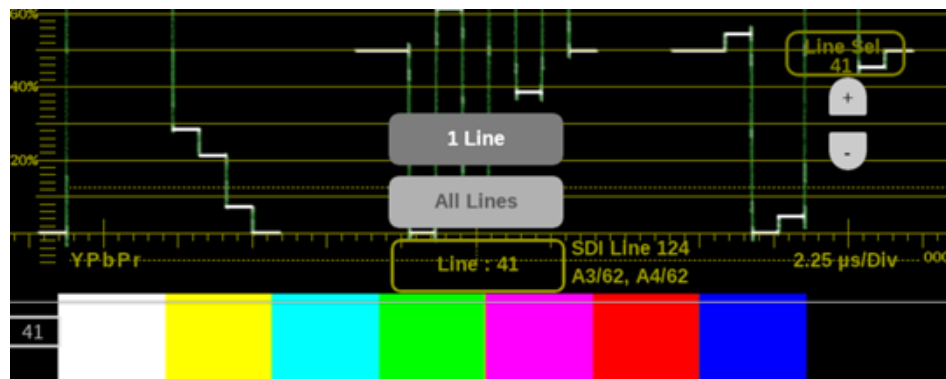 60%
Line Sel
41
40%
+
1 Line
-
20%
All Lines
SDI Line 124
YPbPr
Line : 41
2.25 µs/Div
000
A3/62, A4/62
41